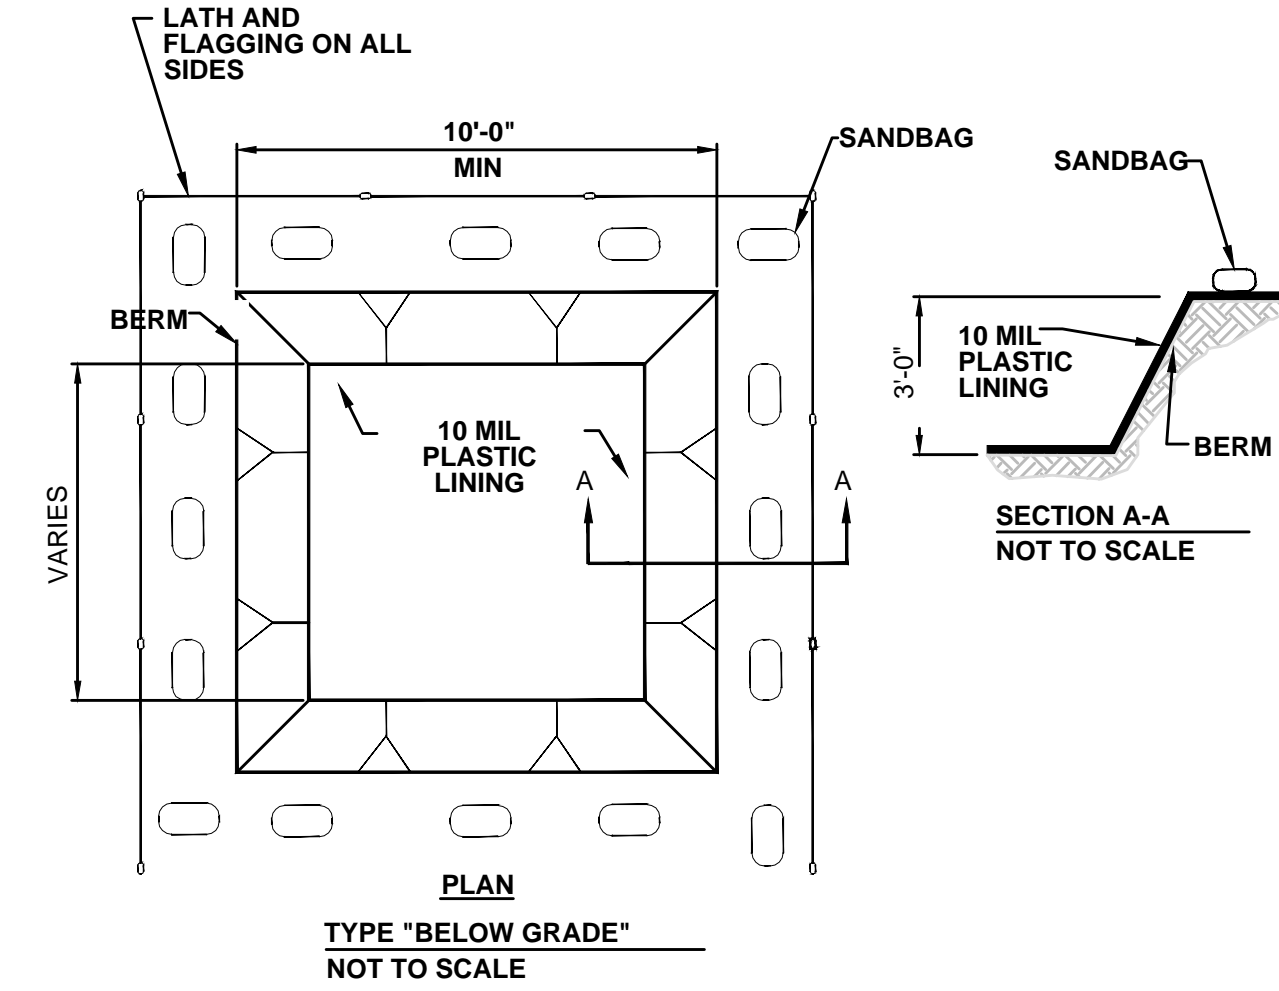 LATH AND
FLAGGING ON ALL
SIDES
10'-0"
MIN
SANDBAG
BERM
10 MIL
PLASTIC
LINING
A
A
VARIES
PLAN
TYPE "BELOW GRADE"
NOT TO SCALE
SANDBAG
3'-0"
10 MIL
PLASTIC
LINING
BERM
SECTION A-A
NOT TO SCALE